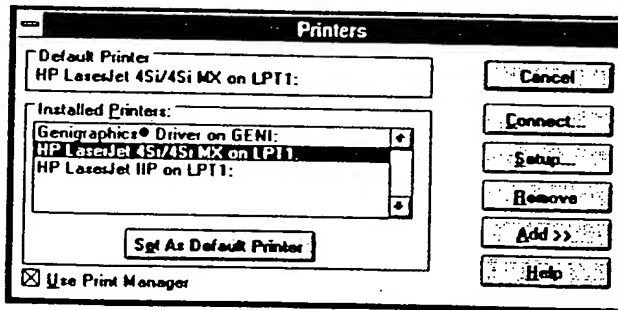 Printers
Default Printer
HP LaserJet 4Si/4Si MX on LPT1:
Installed Printers:
Genigraphics® Driver on GENI:
HP LaserJet 4Si/4Si MX on LPT1:
HP LaserJet IIP on LPT1:
Set As Default Printer
Use Print Manager
Cancel
Connect...
Setup...
Remove
Add >>
Help